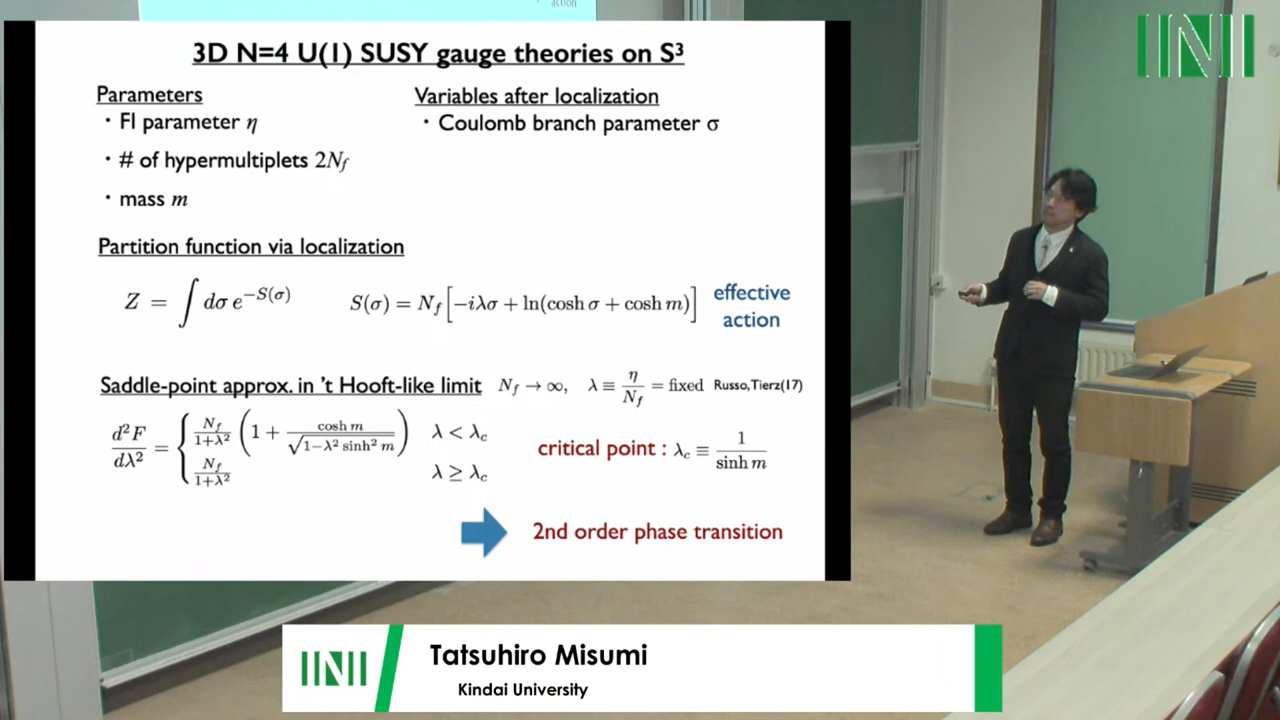 action
3D N=4 U(1) SUSY gauge theories on S³
Parameters
・FI parameter η
・# of hypermultiplets 2N_f
・mass m
Variables after localization
・Coulomb branch parameter σ
Partition function via localization
Z = ∫ dσ e^{-S(σ)}
S(σ) = N_f [-iλσ + ln(cosh σ + cosh m)]
effective
action
Saddle-point approx. in 't Hooft-like limit N_f → ∞, λ ≡ η/N_f = fixed Russo,Tierz(17)
d²F/dλ² = { N_f/(1+λ²) (1 + cosh m/√(1-λ² sinh² m)) λ < λ_c
N_f/(1+λ²) λ ≥ λ_c
critical point : λ_c ≡ 1/sinh m
2nd order phase transition
INI
INI
Tatsuhiro Misumi
Kindai University